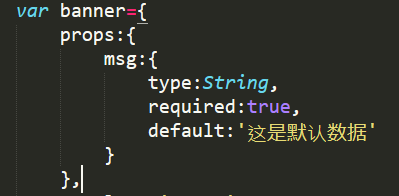 var banner={
    props:{
        msg:{
            type:String,
            required:true,
            default:'这是默认数据'
        }
    },